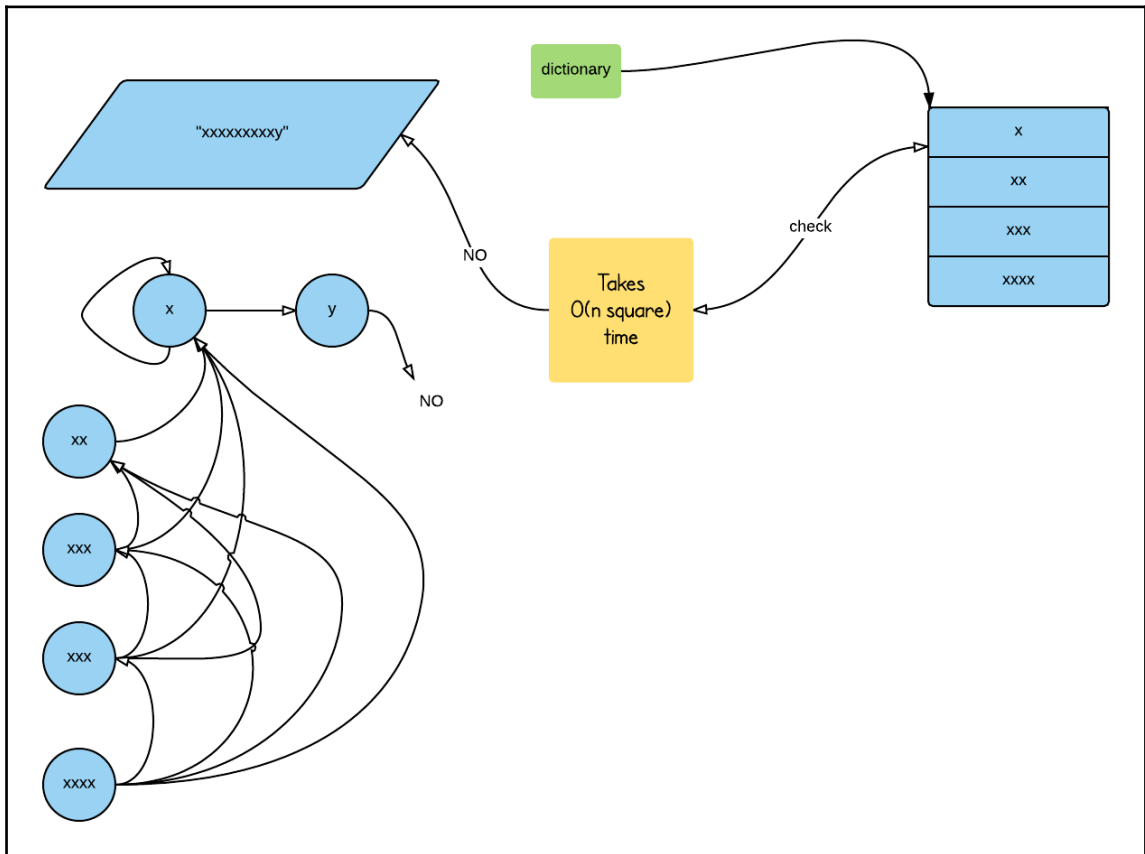 dictionary
"xxxxxxxxxy"
x
xx
xxx
xxxx
check
NO
Takes
O(n square)
time
x
y
NO
xx
xxx
xxx
xxxx